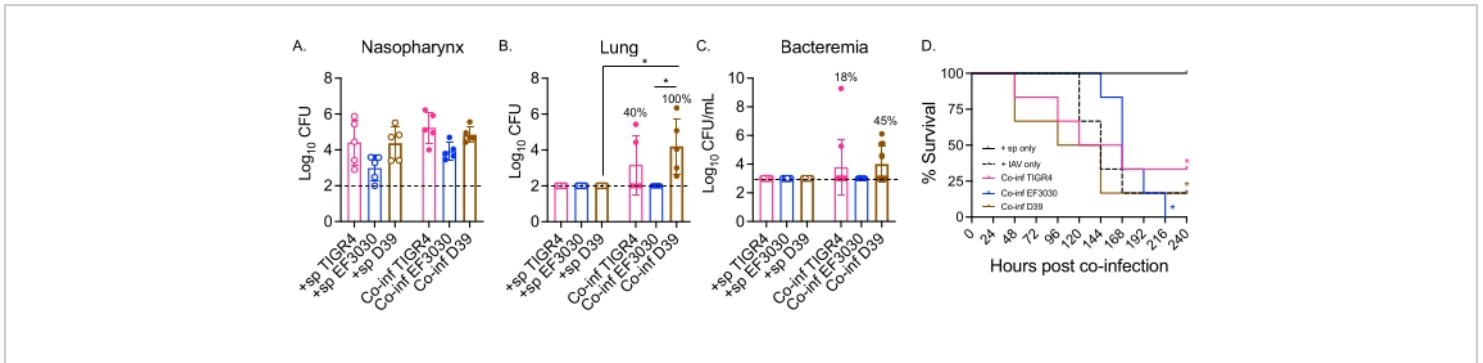 A. Nasopharynx
Log10 CFU
8
6
4
2
0
+sp TIGR4
+sp EF3030
+sp D39
Co-inf TIGR4
Co-inf EF3030
Co-inf D39
B. Lung
Log10 CFU
8
6
4
2
0
*
*
40%
100%
+sp TIGR4
+sp EF3030
+sp D39
Co-inf TIGR4
Co-inf EF3030
Co-inf D39
C. Bacteremia
Log10 CFU/mL
10
8
6
4
2
0
18%
45%
+sp TIGR4
+sp EF3030
+sp D39
Co-inf TIGR4
Co-inf EF3030
Co-inf D39
D.
% Survival
100
75
50
25
0
+ sp only
+ IAV only
Co-inf TIGR4
Co-inf EF3030
Co-inf D39
*
*
*
0 24 48 72 96 120 144 168 192 216 240
Hours post co-infection